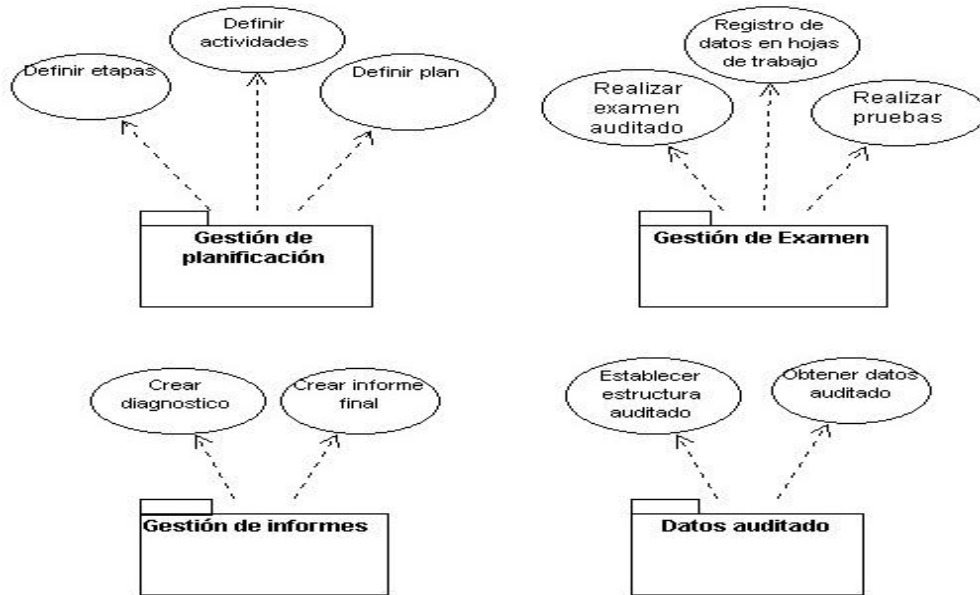 Definir
actividades
Definir etapas
Definir plan
Gestión de
planificación
Registro de
datos en hojas
de trabajo
Realizar
examen
auditado
Realizar
pruebas
Gestión de Examen
Crear
diagnostico
Crear informe
final
Gestión de informes
Establecer
estructura
auditado
Obtener datos
auditado
Datos auditado